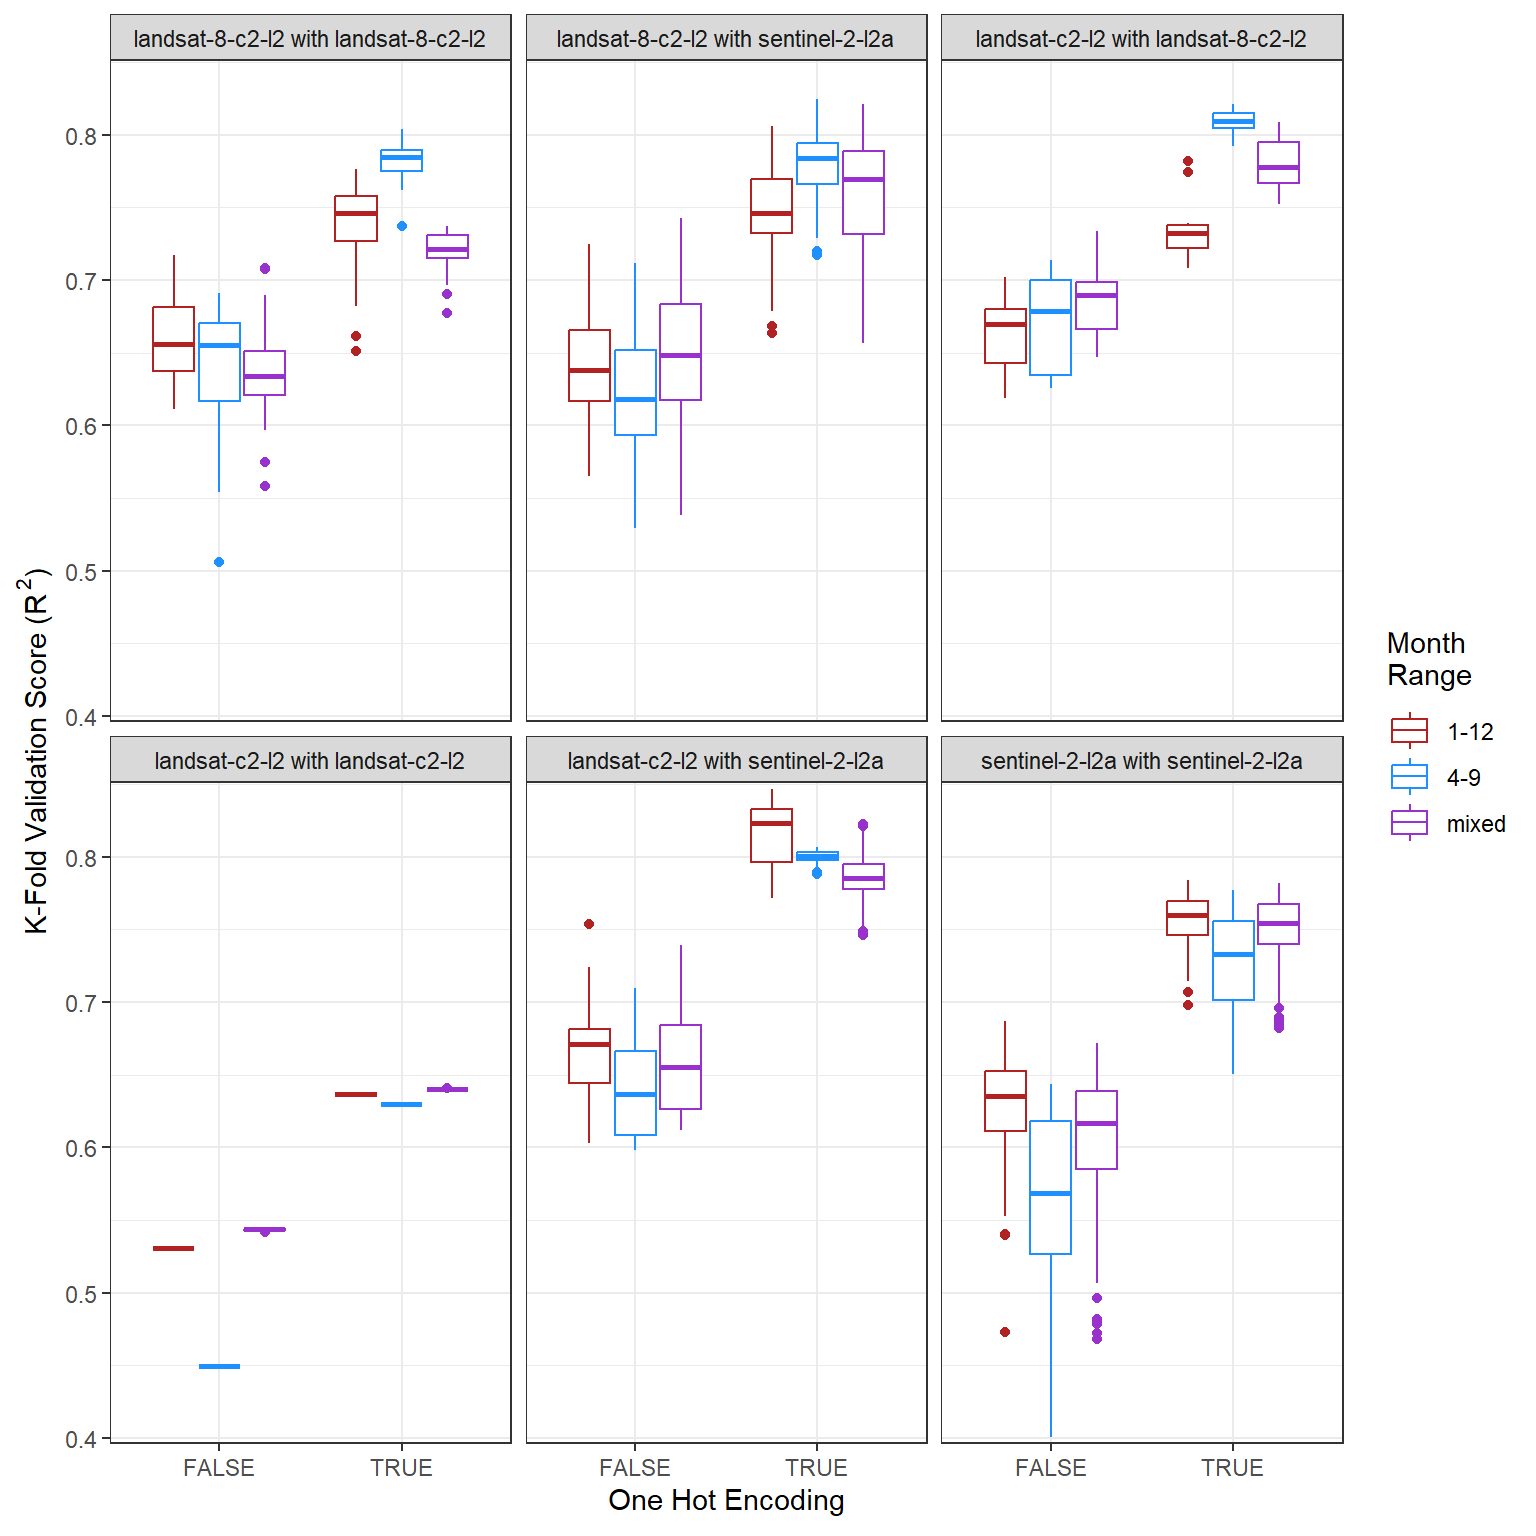 landsat-8-c2-l2 with landsat-8-c2-l2
landsat-8-c2-l2 with sentinel-2-l2a
landsat-c2-l2 with landsat-8-c2-l2
0.8
0.7
0.6
0.5
0.4
landsat-c2-l2 with landsat-c2-l2
landsat-c2-l2 with sentinel-2-l2a
sentinel-2-l2a with sentinel-2-l2a
0.8
0.7
0.6
0.5
0.4
FALSE
TRUE
FALSE
TRUE
FALSE
TRUE
One Hot Encoding
K-Fold Validation Score (R²)
Month
Range
1-12
4-9
mixed